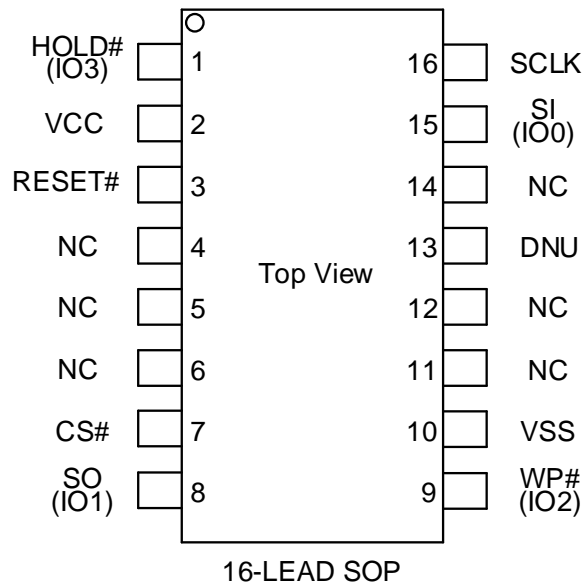 HOLD#
(IO3)
1
16
SCLK
VCC
2
15
SI
(IO0)
RESET#
3
14
NC
NC
4
13
DNU
Top View
NC
5
12
NC
NC
6
11
NC
CS#
7
10
VSS
SO
(IO1)
8
9
WP#
(IO2)
16-LEAD SOP